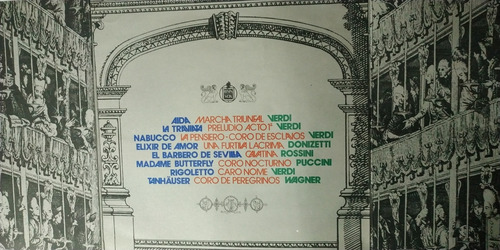 AIDA MARCHA TRIUNFAL VERDI
LA TRAVIATA PRELUDIO ACTO 1º VERDI
NABUCCO VA PENSIERO - CORO DE ESCLAVOS VERDI
ELIXIR DE AMOR UNA FURTIVA LACRIMA DONIZETTI
EL BARBERO DE SEVILLA CAVATINA ROSSINI
MADAME BUTTERFLY CORO NOCTURNO PUCCINI
RIGOLETTO CARO NOME VERDI
TANHÄUSER CORO DE PEREGRINOS WAGNER